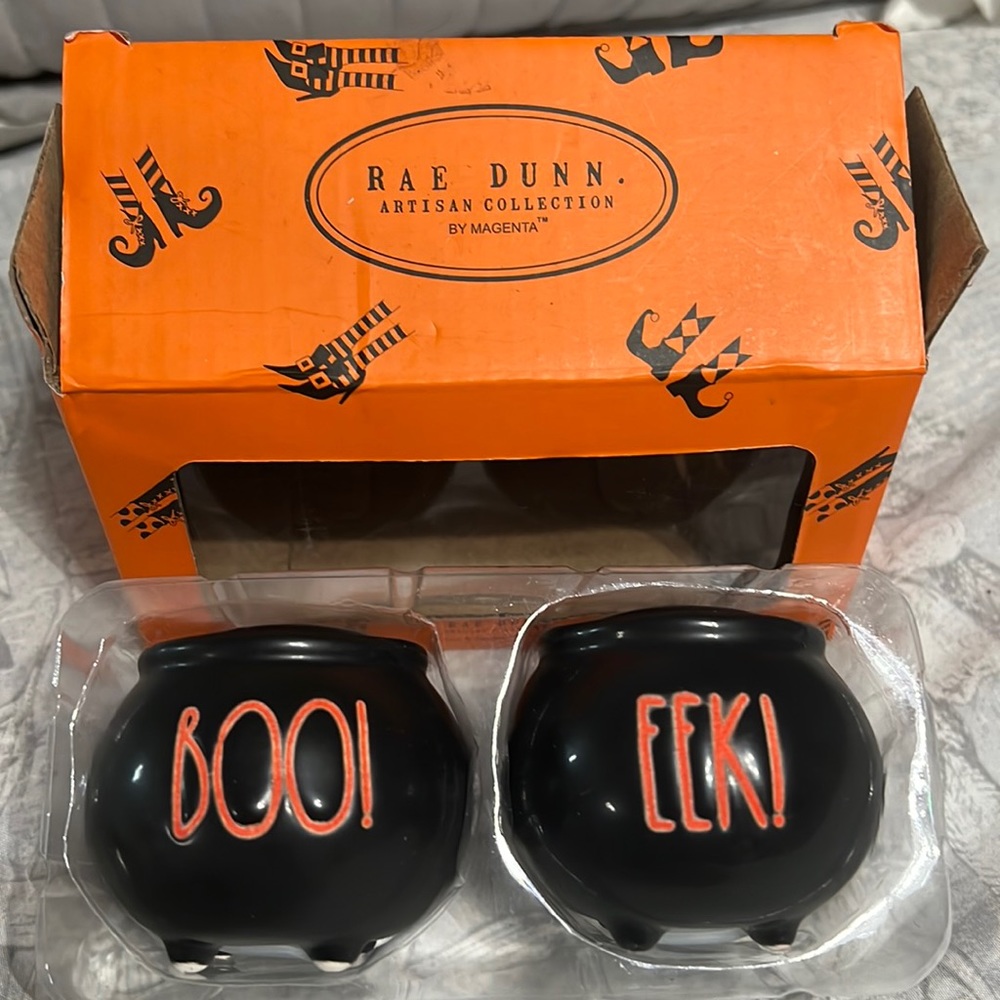 RAE DUNN.
ARTISAN COLLECTION
BY MAGENTA™
BOO!
EEK!